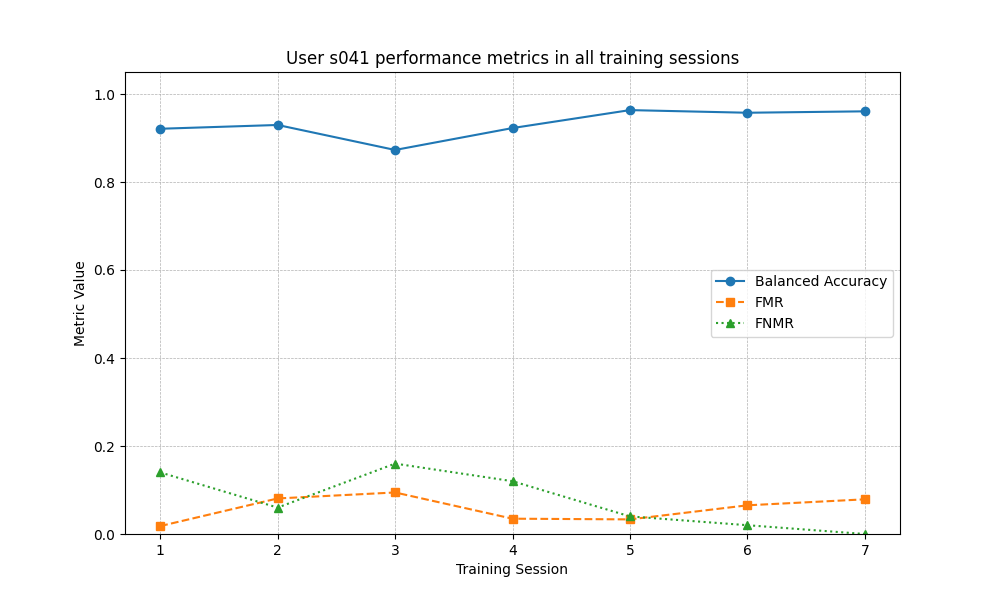 User s041 performance metrics in all training sessions
Metric Value
1.0
0.8
0.6
0.4
0.2
0.0
Balanced Accuracy
FMR
FNMR
1 2 3 4 5 6 7
Training Session